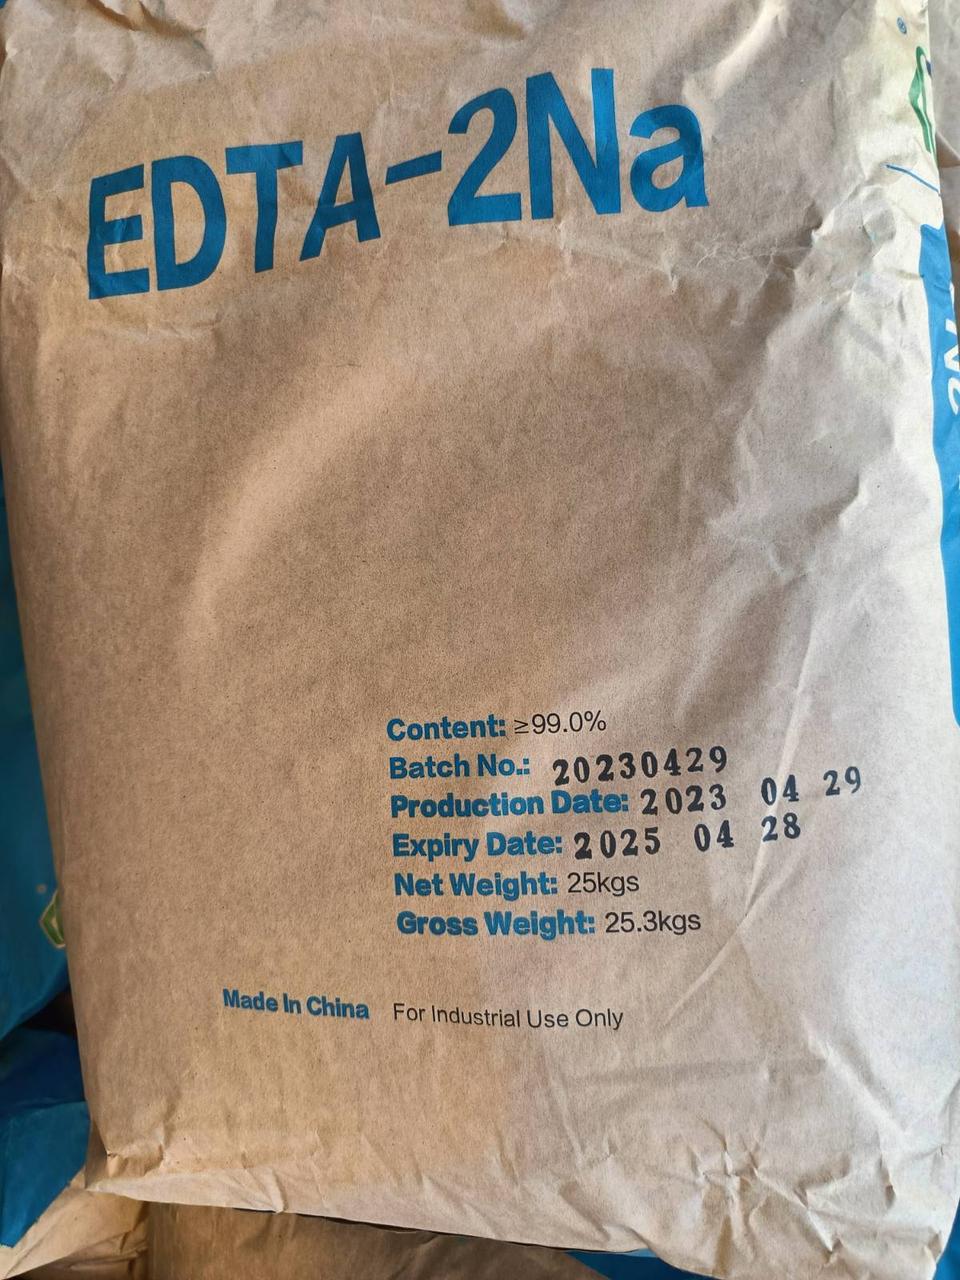 EDTA-2Na
Content: ≥99.0%
Batch No.: 20230429
Production Date: 2023 04 29
Expiry Date: 2025 04 28
Net Weight: 25kgs
Gross Weight: 25.3kgs
Made In China For Industrial Use Only